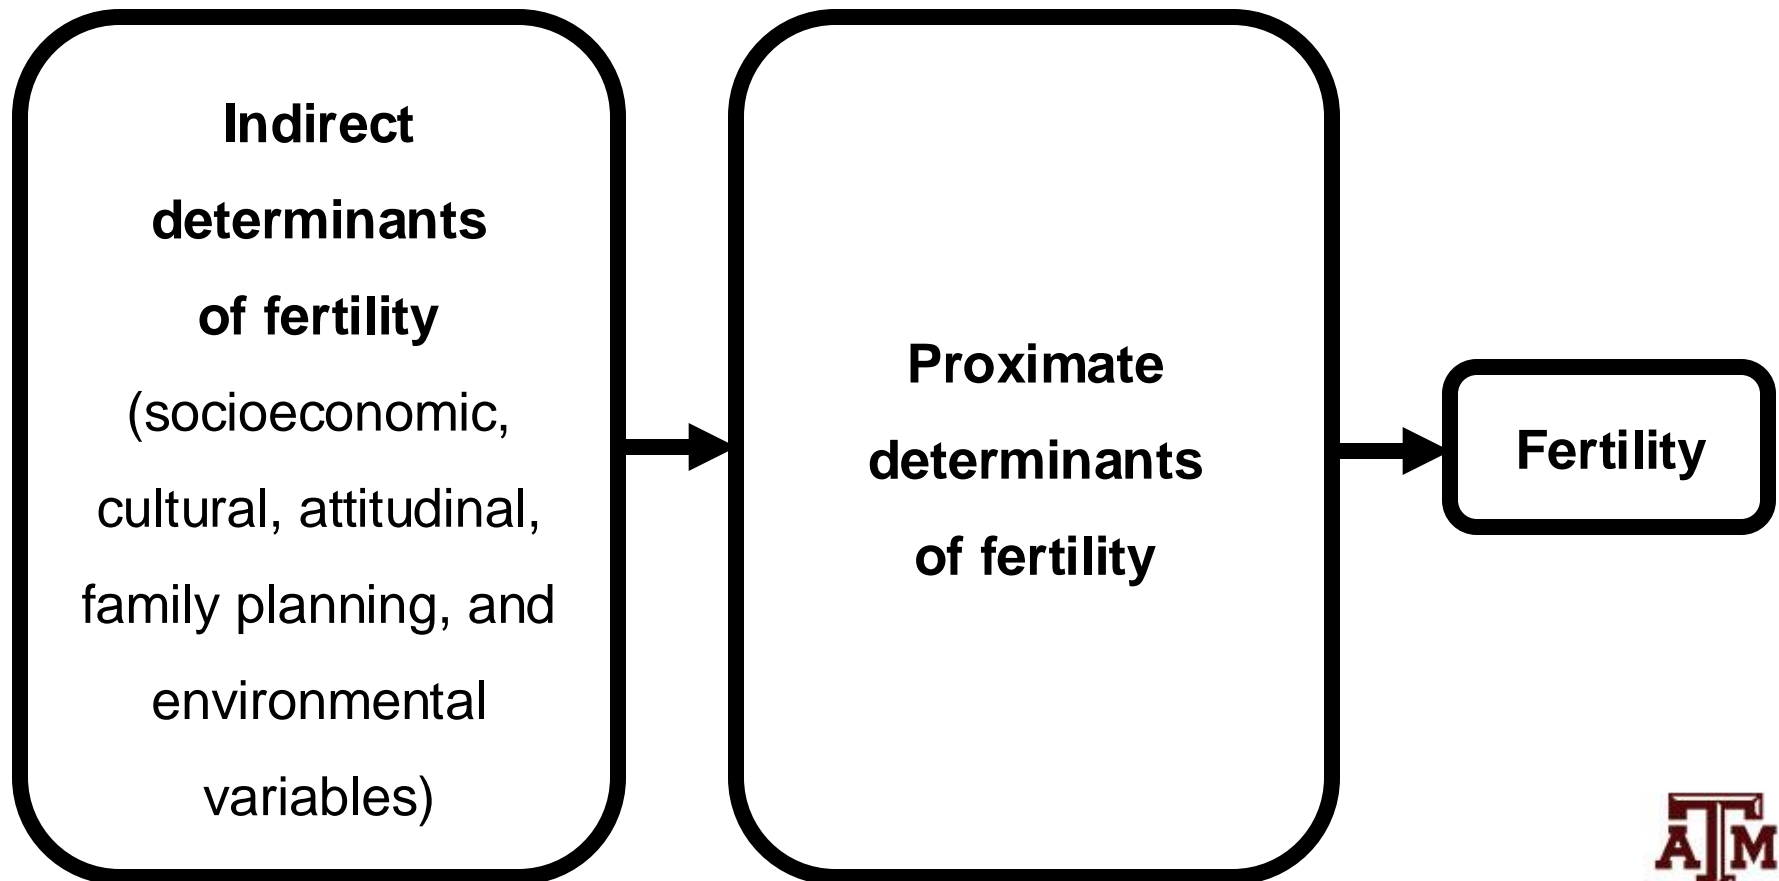 Indirect
determinants
of fertility
(socioeconomic,
cultural, attitudinal,
family planning, and
environmental
variables)
Proximate
determinants
of fertility
Fertility
ATM